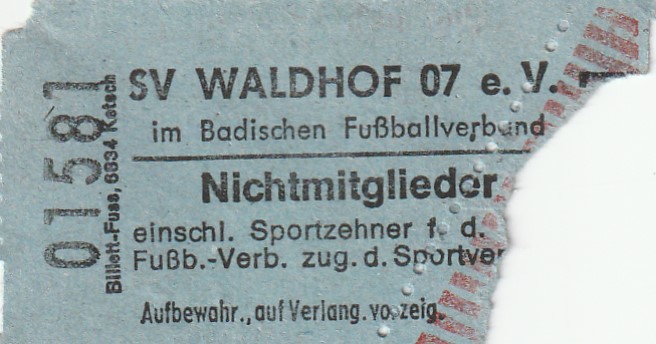 SV WALDHOF 07 e. V.
im Badischen Fußballverband
Nichtmitglieder
einschl. Sportzehner f. d.
Fußb.-Verb. zug. d. Sportver
Aufbewahr., auf Verlang. vorzeig.
01581
Billett-Fuss, 6834 Ketsch